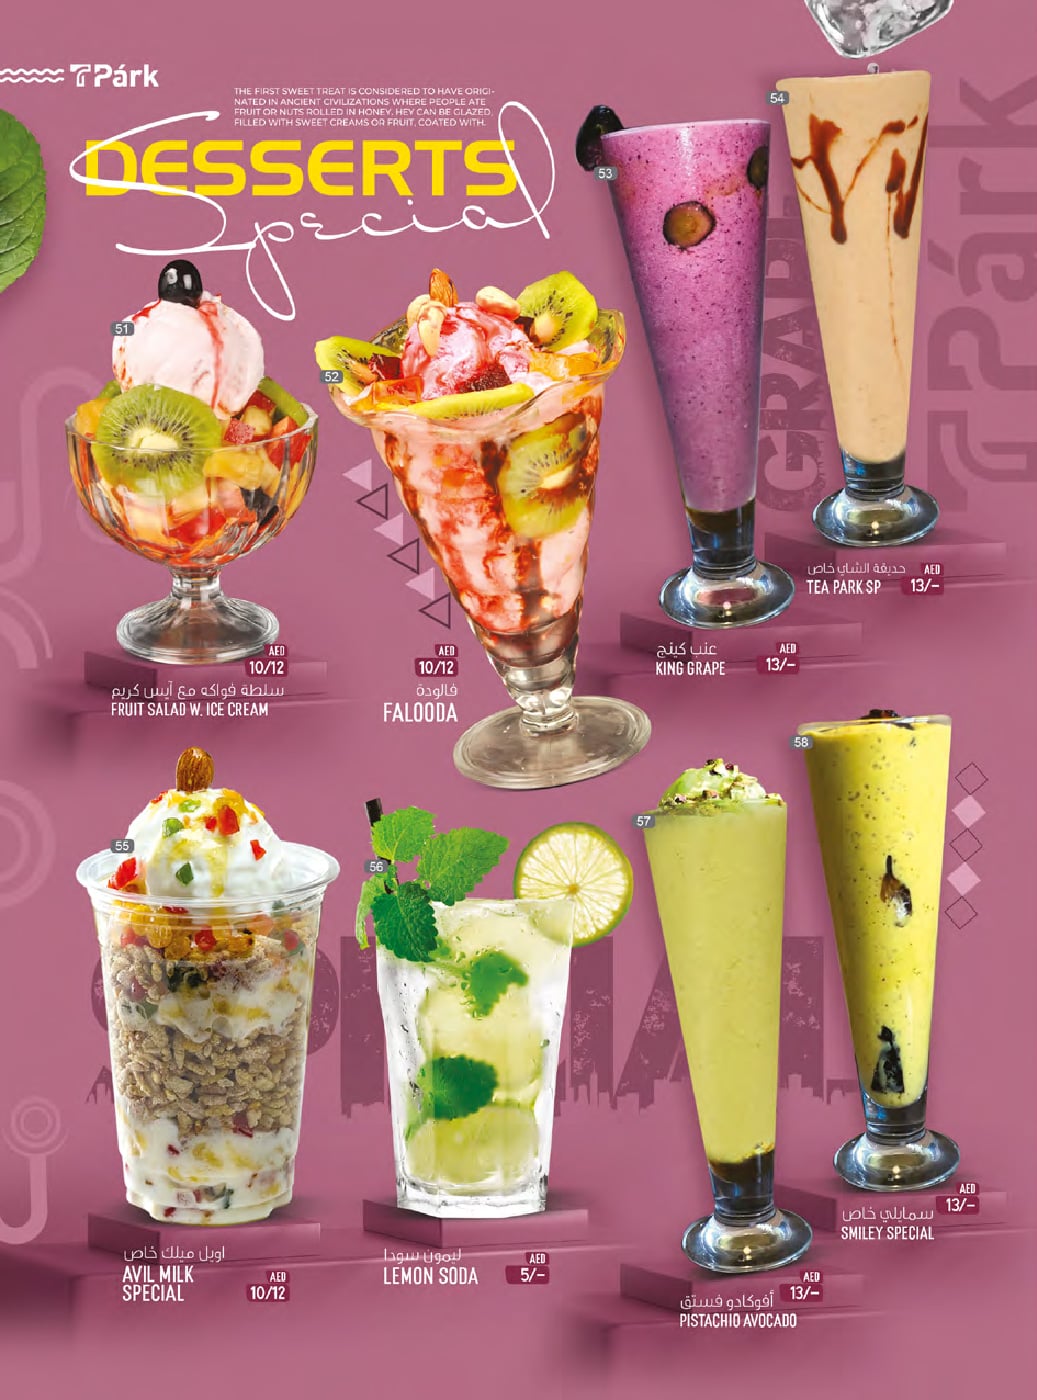 TPárk
THE FIRST SWEET TREAT IS CONSIDERED TO HAVE ORIGI-
NATED IN ANCIENT CIVILIZATIONS WHERE PEOPLE ATE
FRUIT OR NUTS ROLLED IN HONEY. HEY CAN BE GLAZED,
FILLED WITH SWEET CREAMS OR FRUIT, COATED WITH.
DESSERTS
Special
51
AED
10/12
سلطة فواكه مع آيس كريم
FRUIT SALAD W. ICE CREAM
52
AED
10/12
فالودة
FALOODA
53
عنب كينج
KING GRAPE
AED
13/–
54
حديقة الشاي خاص
TEA PARK SP
AED
13/–
GRAPE
TPárk
55
اويل ميلك خاص
AVIL MILK
SPECIAL
AED
10/12
56
ليمون سودا
LEMON SODA
AED
5/–
57
أفوكادو فستق
PISTACHIO AVOCADO
AED
13/–
58
سمايلي خاص
SMILEY SPECIAL
AED
13/–
SPECIAL